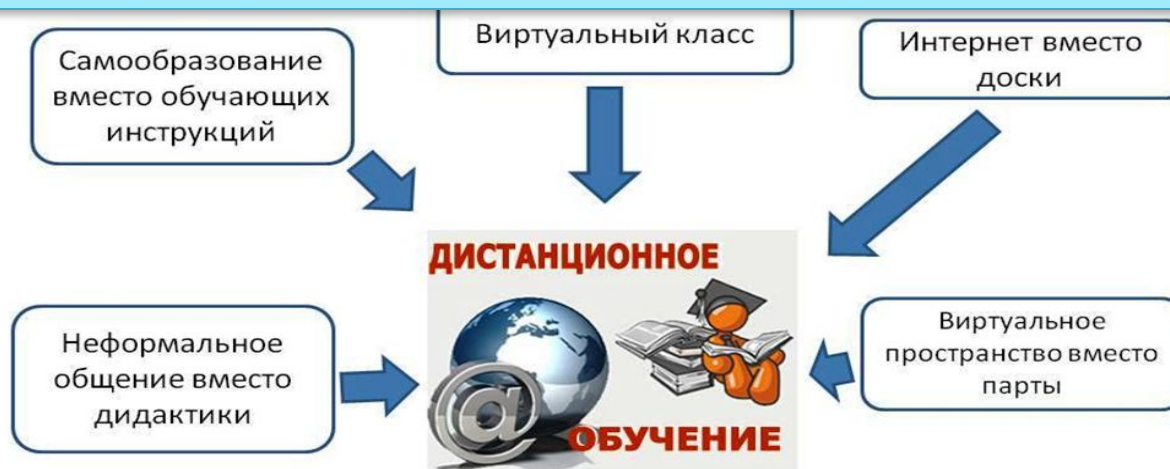 Самообразование
вместо обучающих
инструкций
Виртуальный класс
Интернет вместо
доски
ДИСТАНЦИОННОЕ
@
ОБУЧЕНИЕ
Неформальное
общение вместо
дидактики
Виртуальное
пространство вместо
парты